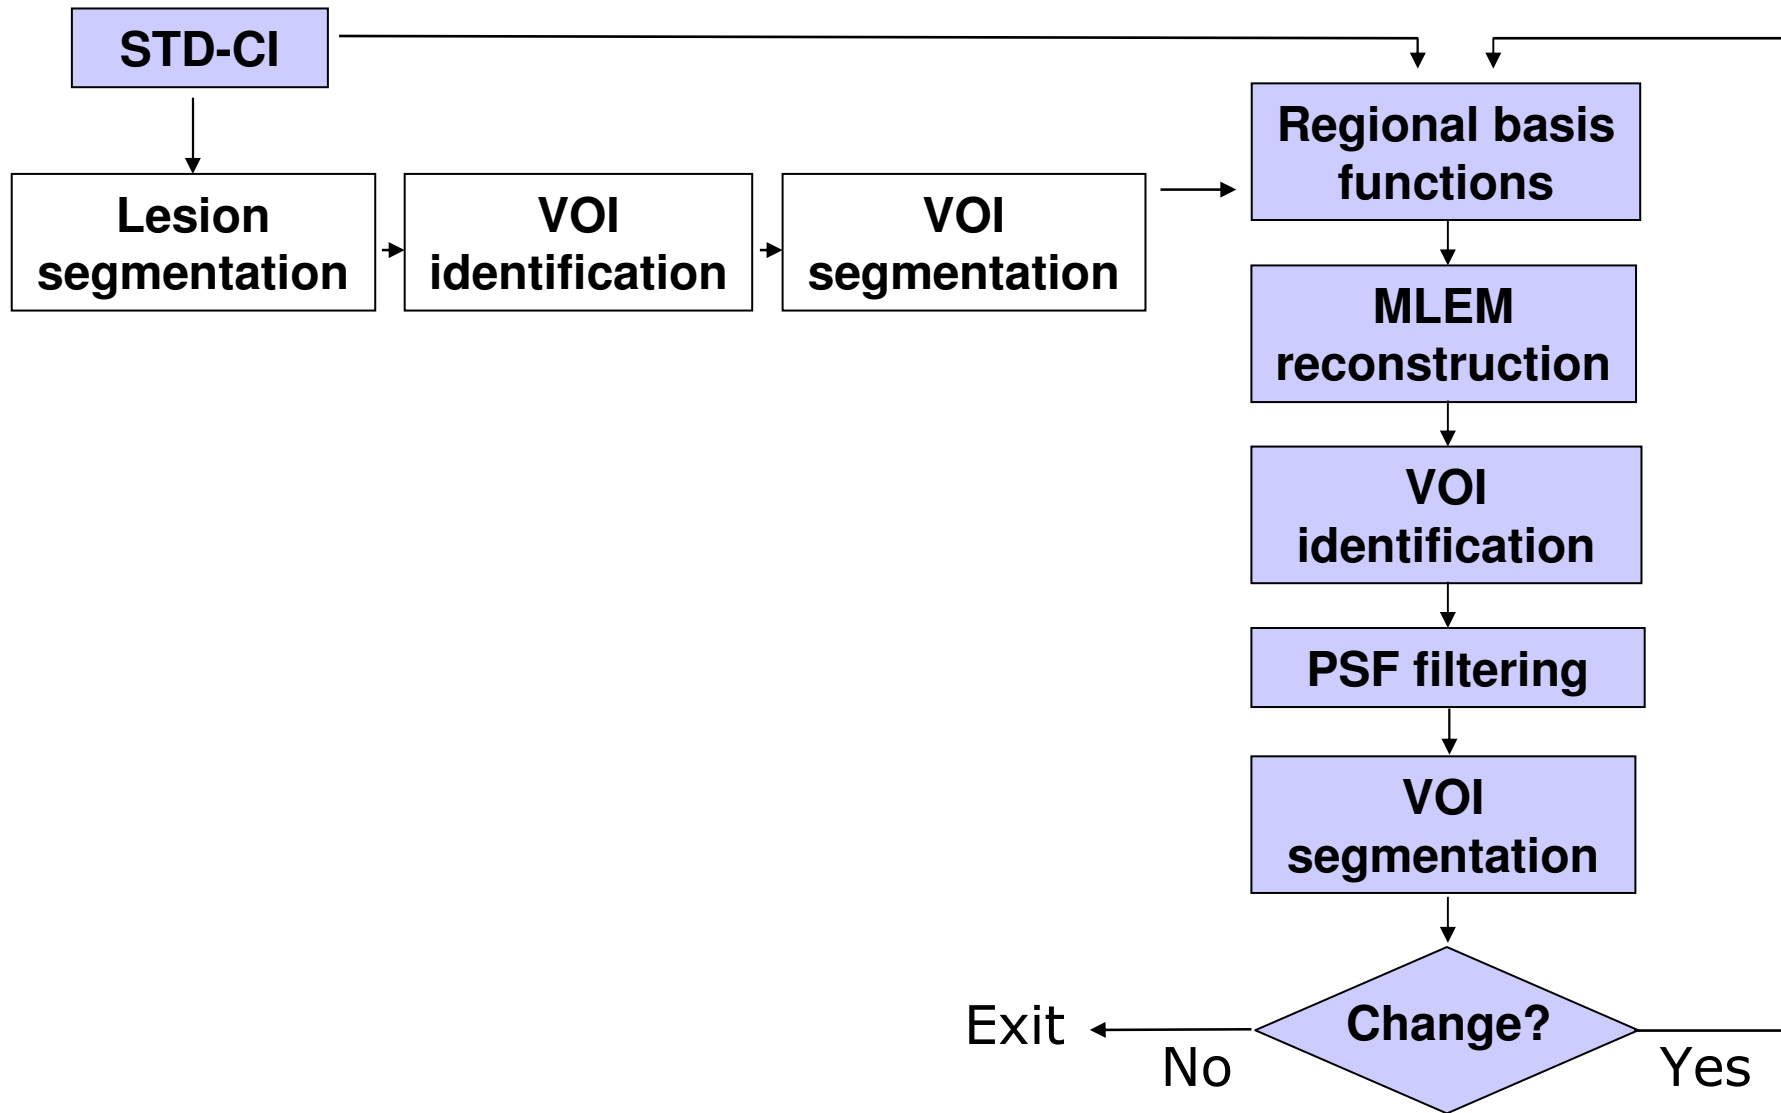 STD-CI
Regional basis
functions
Lesion
segmentation
VOI
identification
VOI
segmentation
MLEM
reconstruction
VOI
identification
PSF filtering
VOI
segmentation
Change?
Exit
No
Yes